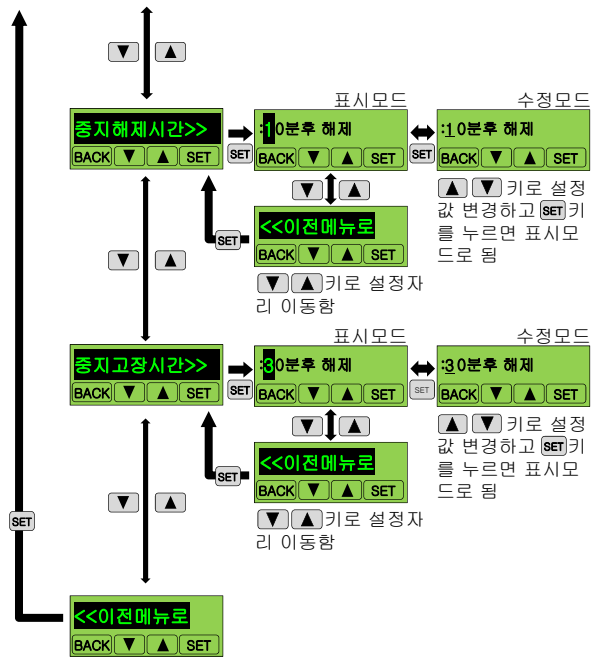 ▼ ▲
표시모드 수정모드
중지해제시간>> :10분후 해제 :10분후 해제
SET SET
BACK ▼ ▲ SET BACK ▼ ▲ SET BACK ▼ ▲ SET
▼ ▲
▲ ▼ 키로 설정
값 변경하고 SET 키
를 누르면 표시모
드로 됨
<<이전메뉴로
SET
BACK ▼ ▲ SET
▼ ▲
▼ ▲ 키로 설정자
리 이동함
표시모드 수정모드
중지고장시간>> :30분후 해제 :30분후 해제
SET SET
BACK ▼ ▲ SET BACK ▼ ▲ SET BACK ▼ ▲ SET
▼ ▲
▲ ▼ 키로 설정
값 변경하고 SET 키
를 누르면 표시모
드로 됨
<<이전메뉴로
SET
BACK ▼ ▲ SET
▼ ▲
▼ ▲ 키로 설정자
리 이동함
SET
<<이전메뉴로
BACK ▼ ▲ SET